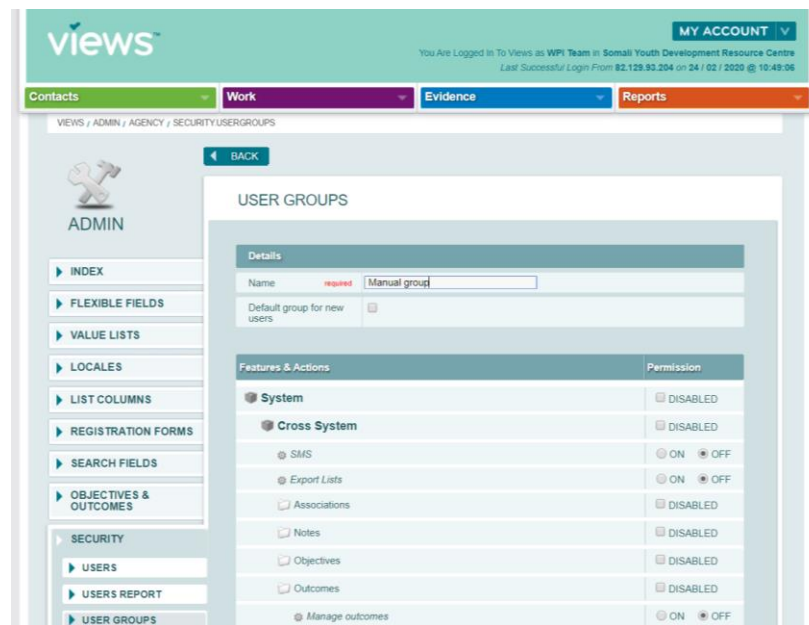 views™
MY ACCOUNT V
You Are Logged In To Views as WPI Team in Somali Youth Development Resource Centre
Last Successful Login From 82.129.93.204 on 24 / 02 / 2020 @ 10:49:06
Contacts Work Evidence Reports
VIEWS / ADMIN / AGENCY / SECURITY USERGROUPS
BACK
ADMIN
USER GROUPS
Details
Name required Manual group
Default group for new
users
Features & Actions Permission
System DISABLED
Cross System DISABLED
SMS ON OFF
Export Lists ON OFF
Associations DISABLED
Notes DISABLED
Objectives DISABLED
Outcomes DISABLED
Manage outcomes ON OFF
INDEX
FLEXIBLE FIELDS
VALUE LISTS
LOCALES
LIST COLUMNS
REGISTRATION FORMS
SEARCH FIELDS
OBJECTIVES &
OUTCOMES
SECURITY
USERS
USERS REPORT
USER GROUPS